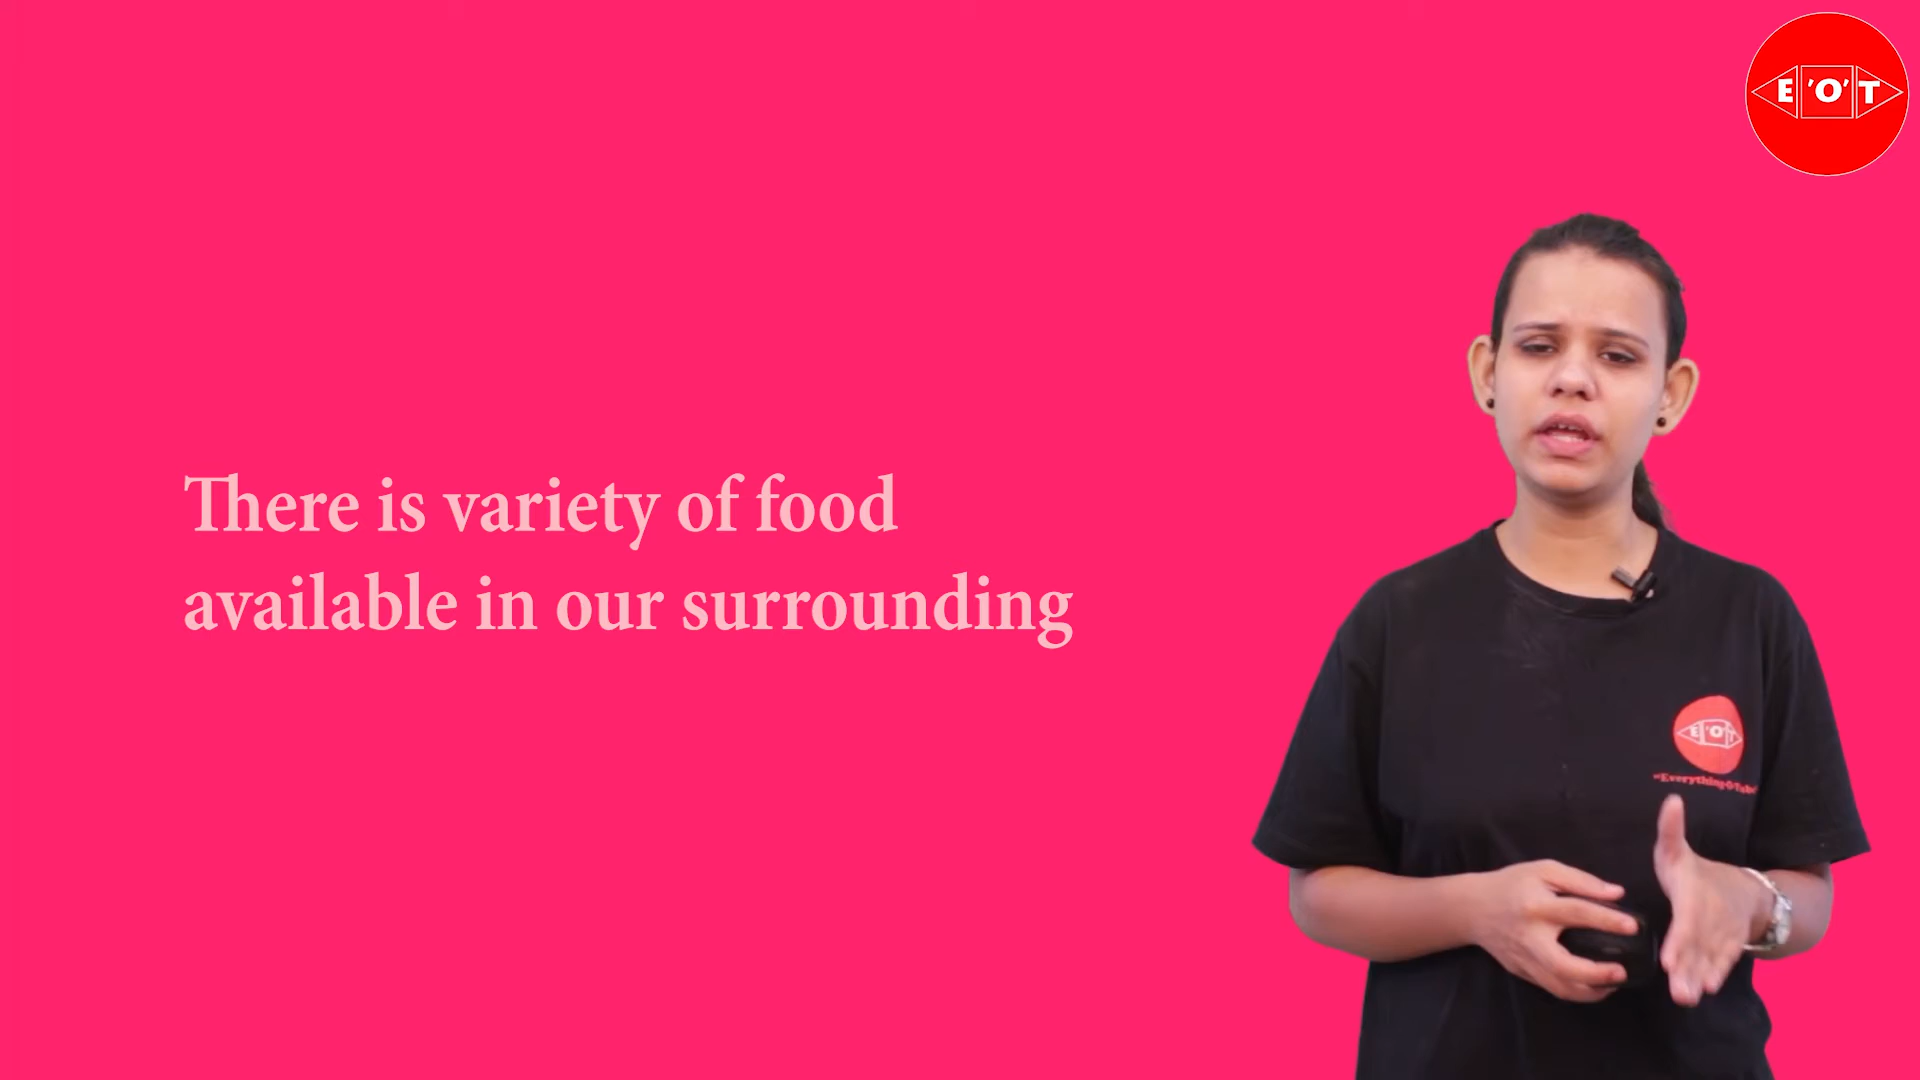 E 'O' T
There is variety of food
available in our surrounding
E 'O' T